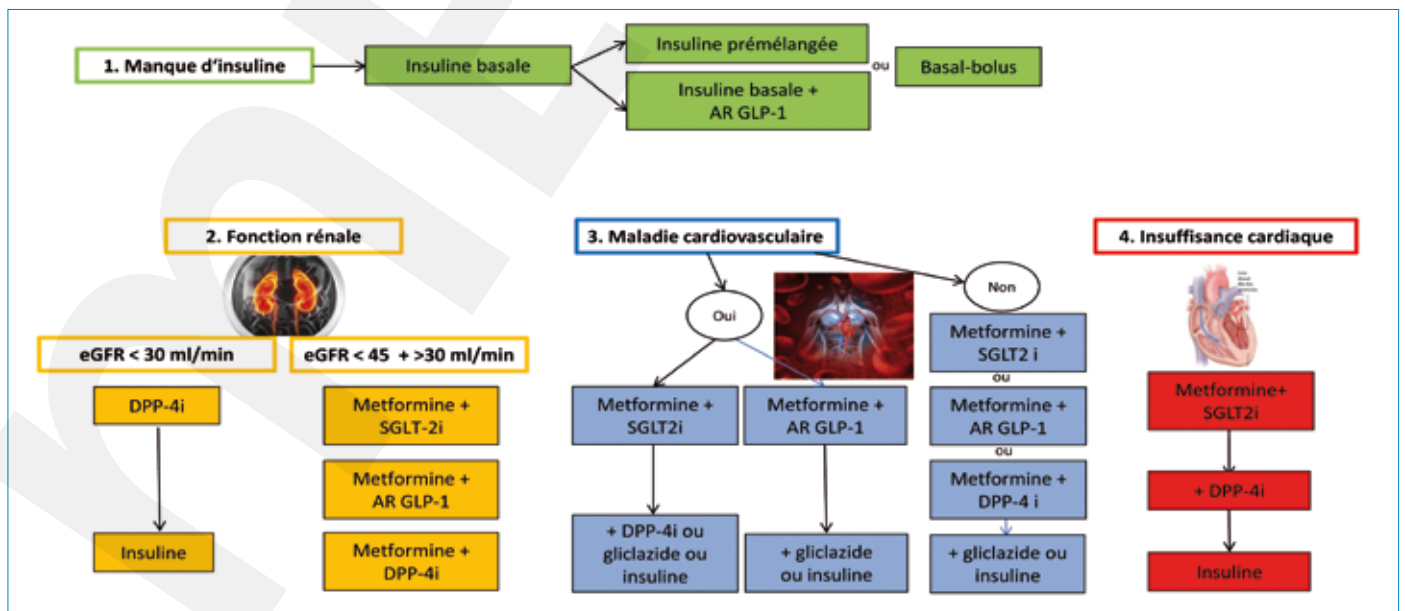 1. Manque d'insuline
Insuline basale
Insuline prémélangée
Insuline basale +
AR GLP-1
ou
Basal-bolus
2. Fonction rénale
eGFR < 30 ml/min
DPP-4i
Insuline
eGFR < 45 + >30 ml/min
Metformine +
SGLT-2i
Metformine +
AR GLP-1
Metformine +
DPP-4i
3. Maladie cardiovasculaire
Oui
Metformine +
SGLT2i
+ DPP-4i ou
gliclazide ou
insuline
Metformine +
AR GLP-1
+ gliclazide
ou insuline
Non
Metformine +
SGLT2 i
ou
Metformine +
AR GLP-1
ou
Metformine +
DPP-4 i
+ gliclazide ou
insuline
4. Insuffisance cardiaque
Metformine+
SGLT2i
+ DPP-4i
Insuline